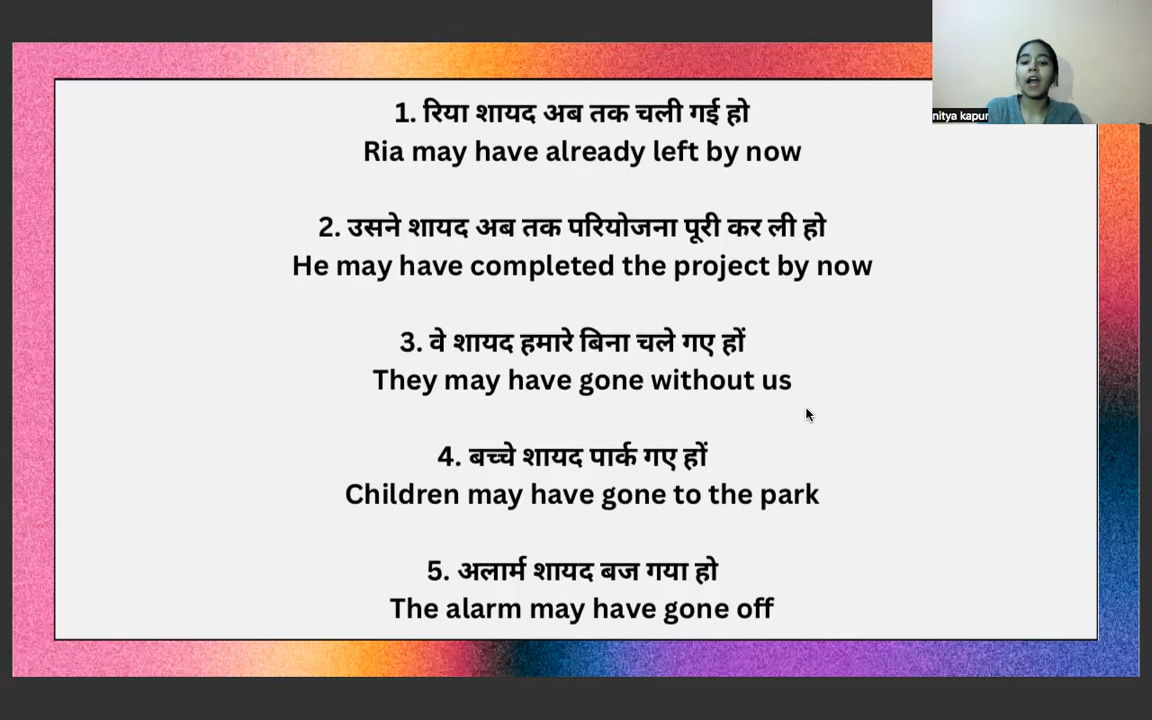 nitya kapur
1. रिया शायद अब तक चली गई हो
Ria may have already left by now
2. उसने शायद अब तक परियोजना पूरी कर ली हो
He may have completed the project by now
3. वे शायद हमारे बिना चले गए हों
They may have gone without us
4. बच्चे शायद पार्क गए हों
Children may have gone to the park
5. अलार्म शायद बज गया हो
The alarm may have gone off